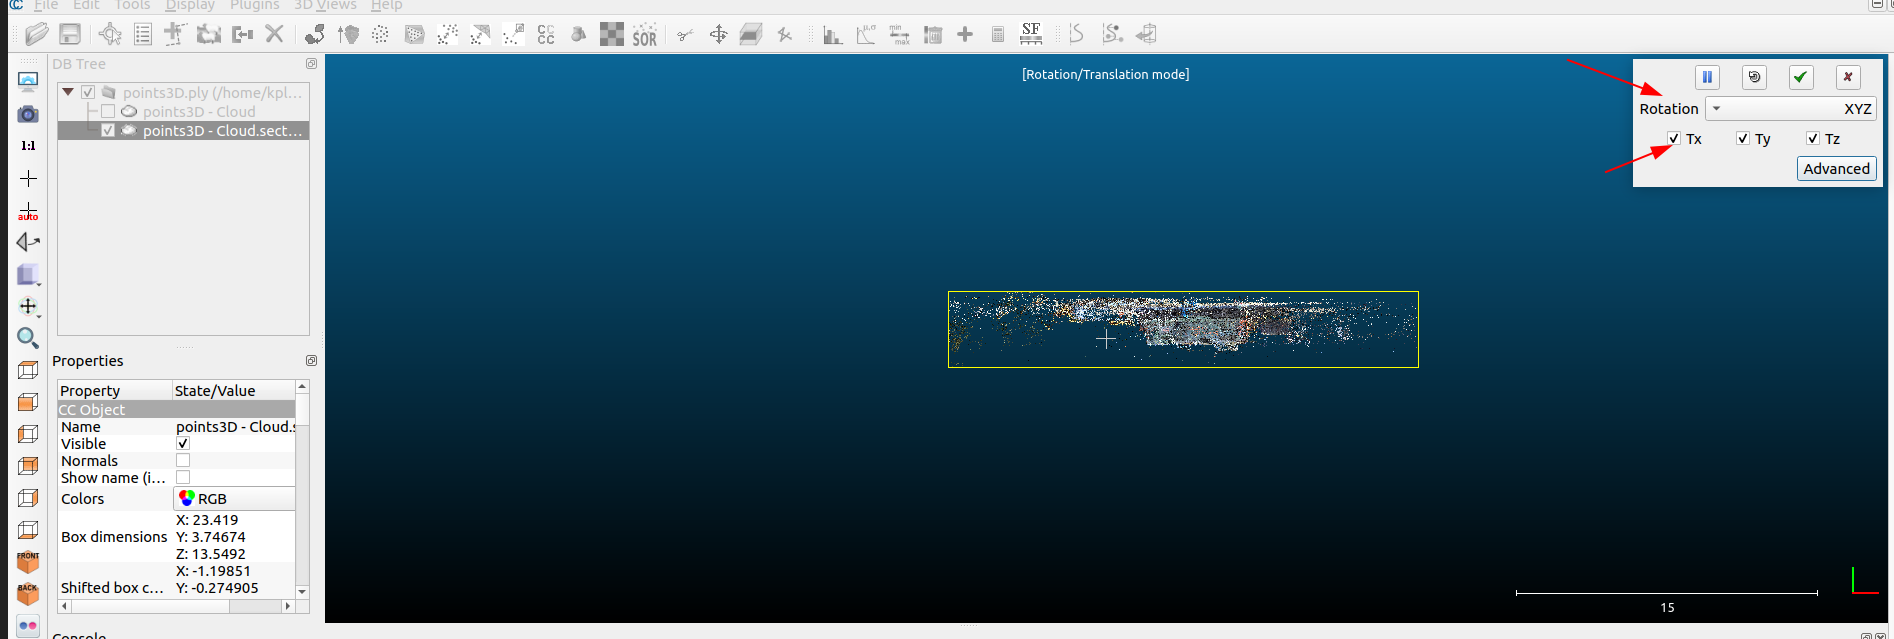 CC File Edit Tools Display Plugins 3D Views Help
CC
CC
SOR
μ,σ
min
max
SF
DB Tree
points3D.ply (/home/kpl...
points3D - Cloud
points3D - Cloud.sect...
1:1
auto
FRONT
BACK
Properties
Property State/Value
CC Object
Name points3D - Cloud.s
Visible
Normals
Show name (i...
Colors RGB
Box dimensions
X: 23.419
Y: 3.74674
Z: 13.5492
Shifted box c...
X: -1.19851
Y: -0.274905
Console
[Rotation/Translation mode]
Rotation XYZ
Tx Ty Tz
Advanced
15